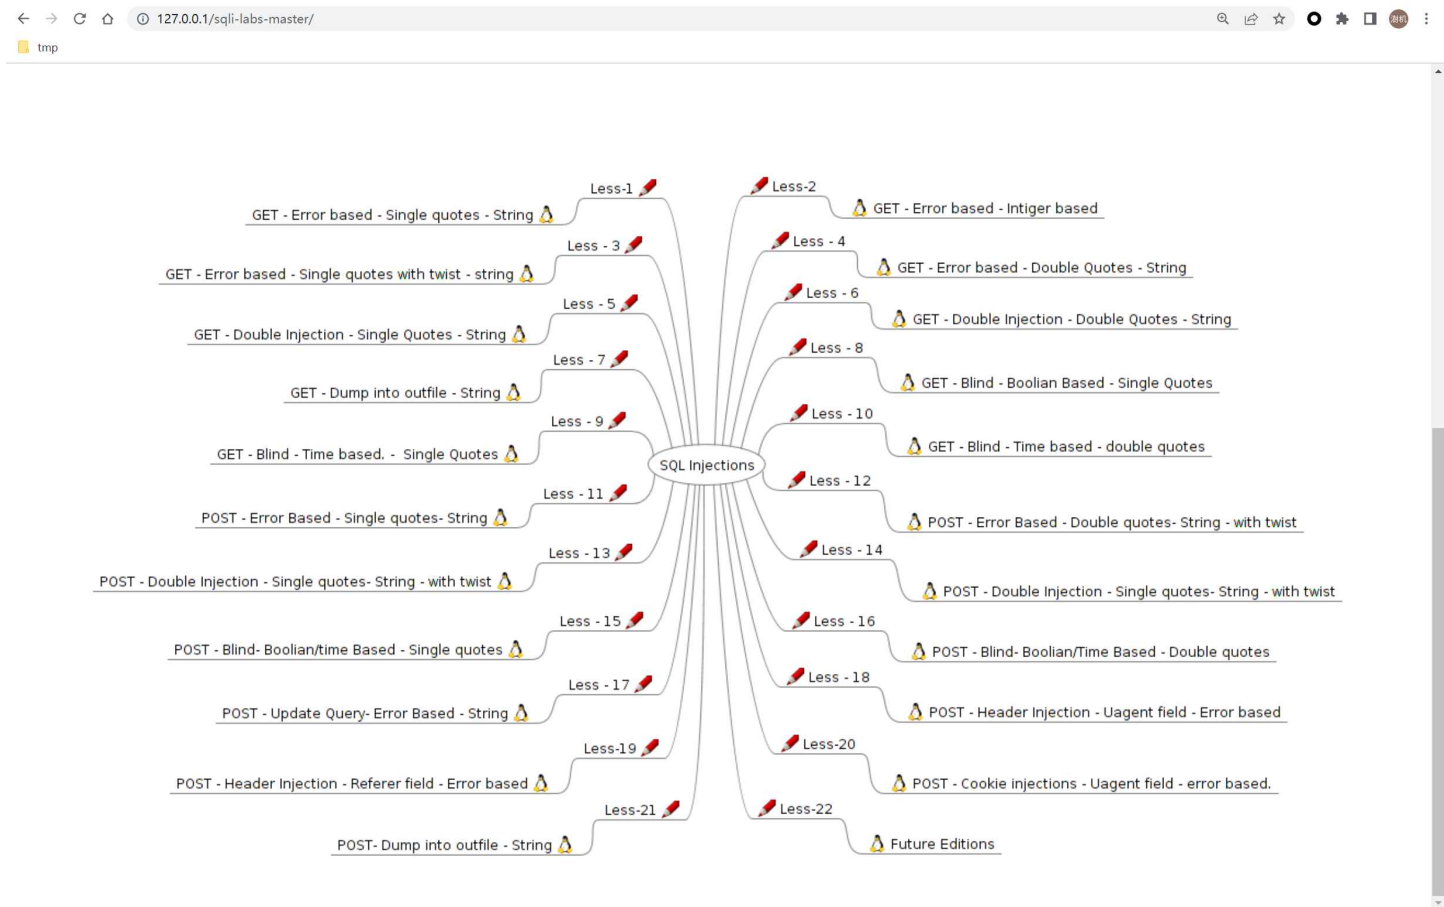 127.0.0.1/sqli-labs-master/
tmp
Less-1
GET - Error based - Single quotes - String
Less-2
GET - Error based - Intiger based
Less - 3
GET - Error based - Single quotes with twist - string
Less - 4
GET - Error based - Double Quotes - String
Less - 5
GET - Double Injection - Single Quotes - String
Less - 6
GET - Double Injection - Double Quotes - String
Less - 7
GET - Dump into outfile - String
Less - 8
GET - Blind - Boolian Based - Single Quotes
Less - 9
GET - Blind - Time based. - Single Quotes
Less - 10
GET - Blind - Time based - double quotes
SQL Injections
Less - 11
POST - Error Based - Single quotes- String
Less - 12
POST - Error Based - Double quotes- String - with twist
Less - 13
POST - Double Injection - Single quotes- String - with twist
Less - 14
POST - Double Injection - Single quotes- String - with twist
Less - 15
POST - Blind- Boolian/time Based - Single quotes
Less - 16
POST - Blind- Boolian/Time Based - Double quotes
Less - 17
POST - Update Query- Error Based - String
Less - 18
POST - Header Injection - Uagent field - Error based
Less-19
POST - Header Injection - Referer field - Error based
Less-20
POST - Cookie injections - Uagent field - error based.
Less-21
POST- Dump into outfile - String
Less-22
Future Editions